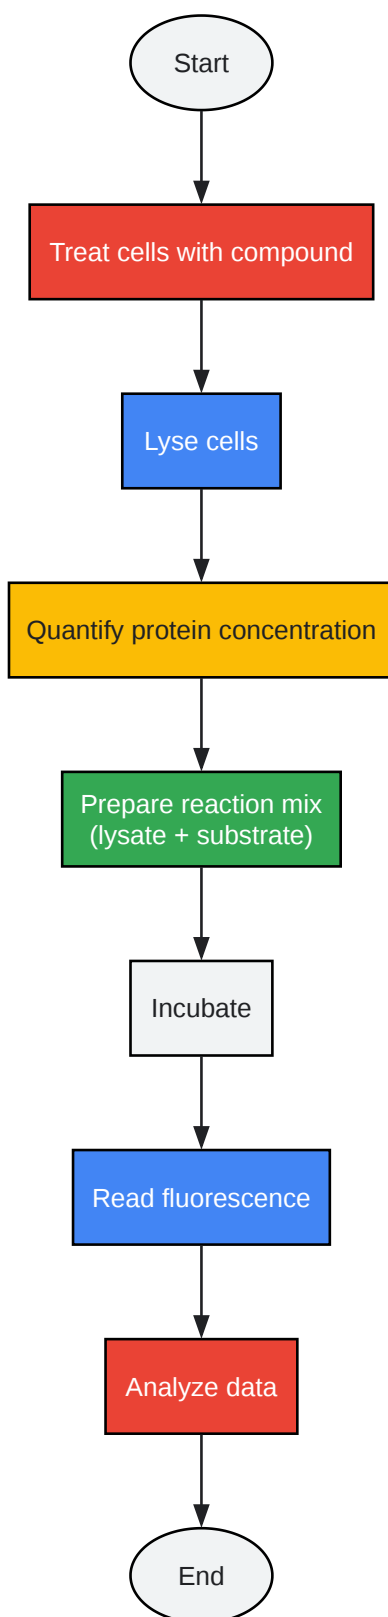 Start
Treat cells with compound
Lyse cells
Quantify protein concentration
Prepare reaction mix
(lysate + substrate)
Incubate
Read fluorescence
Analyze data
End